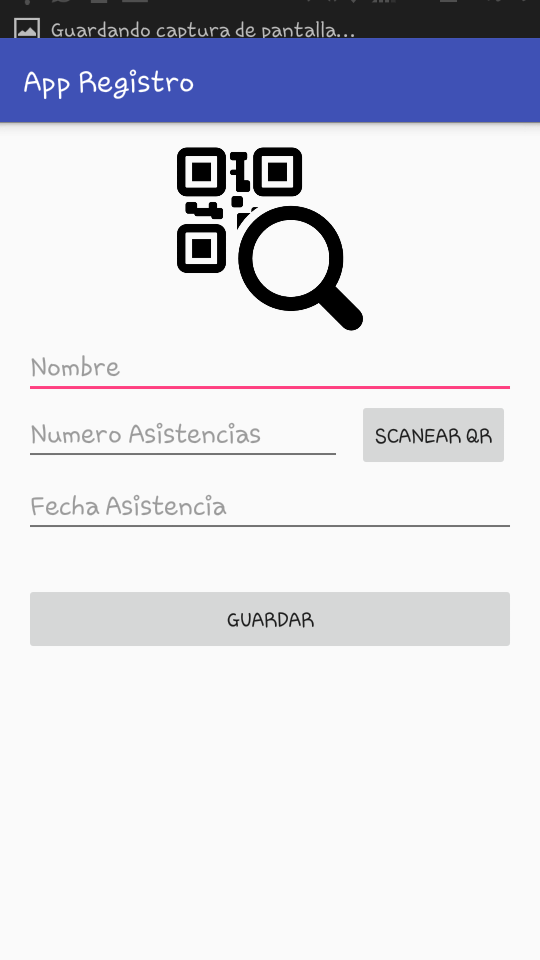 Guardando captura de pantalla...
App Registro
Nombre
Numero Asistencias
SCANEAR QR
Fecha Asistencia
GUARDAR